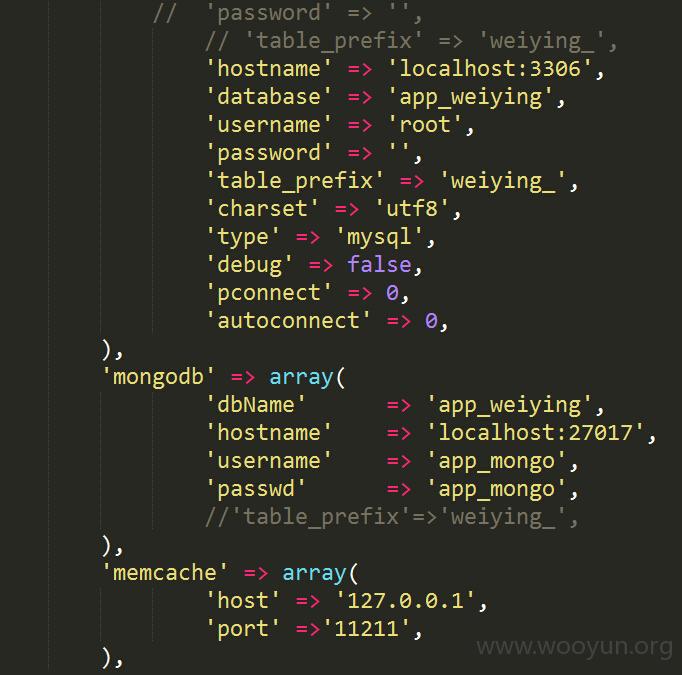 // 'password' => '',
// 'table_prefix' => 'weiying_',
'hostname' => 'localhost:3306',
'database' => 'app_weiying',
'username' => 'root',
'password' => '',
'table_prefix' => 'weiying_',
'charset' => 'utf8',
'type' => 'mysql',
'debug' => false,
'pconnect' => 0,
'autoconnect' => 0,
),
'mongodb' => array(
'dbName' => 'app_weiying',
'hostname' => 'localhost:27017',
'username' => 'app_mongo',
'passwd' => 'app_mongo',
//'table_prefix'=>'weiying_',
),
'memcache' => array(
'host' => '127.0.0.1',
'port' =>'11211',
),
www.wooyun.org